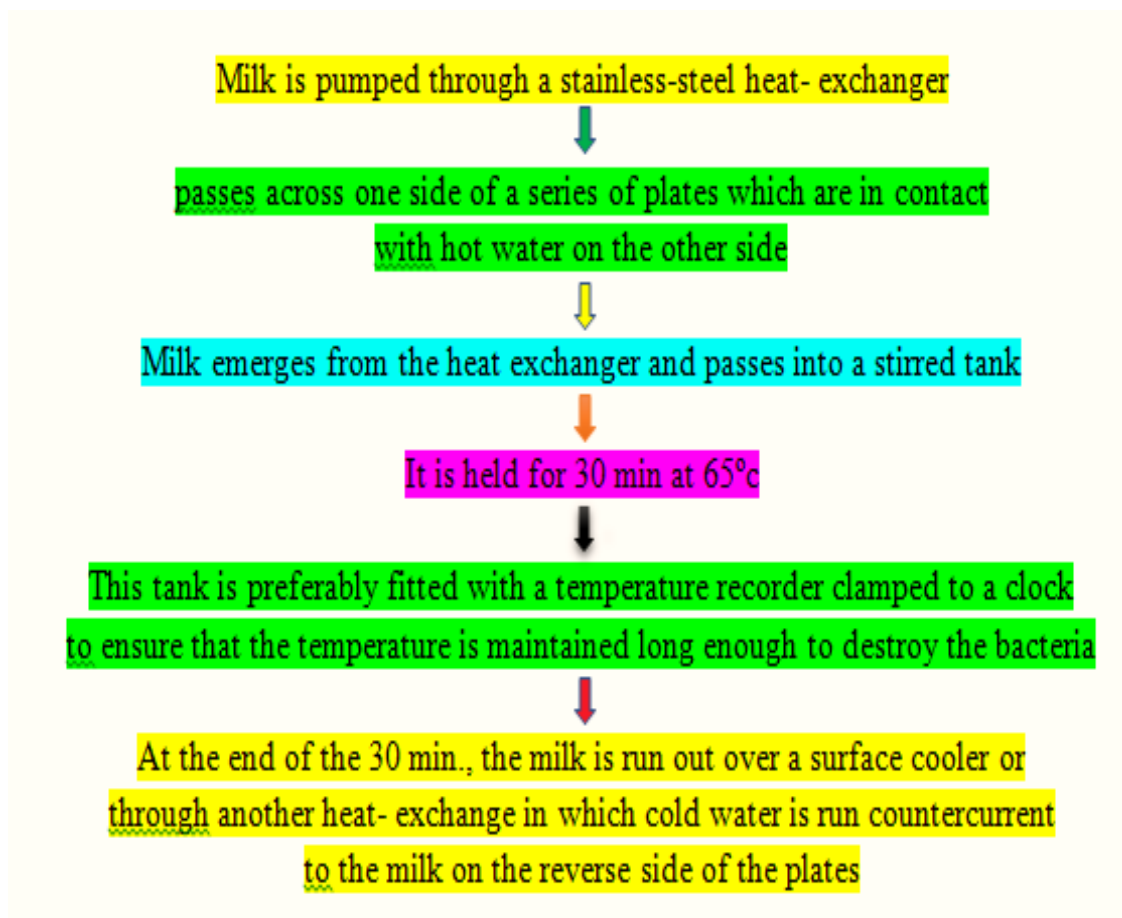 Milk is pumped through a stainless-steel heat- exchanger
passes across one side of a series of plates which are in contact
with hot water on the other side
Milk emerges from the heat exchanger and passes into a stirred tank
It is held for 30 min at 65ºc
This tank is preferably fitted with a temperature recorder clamped to a clock
to ensure that the temperature is maintained long enough to destroy the bacteria
At the end of the 30 min., the milk is run out over a surface cooler or
through another heat- exchange in which cold water is run countercurrent
to the milk on the reverse side of the plates